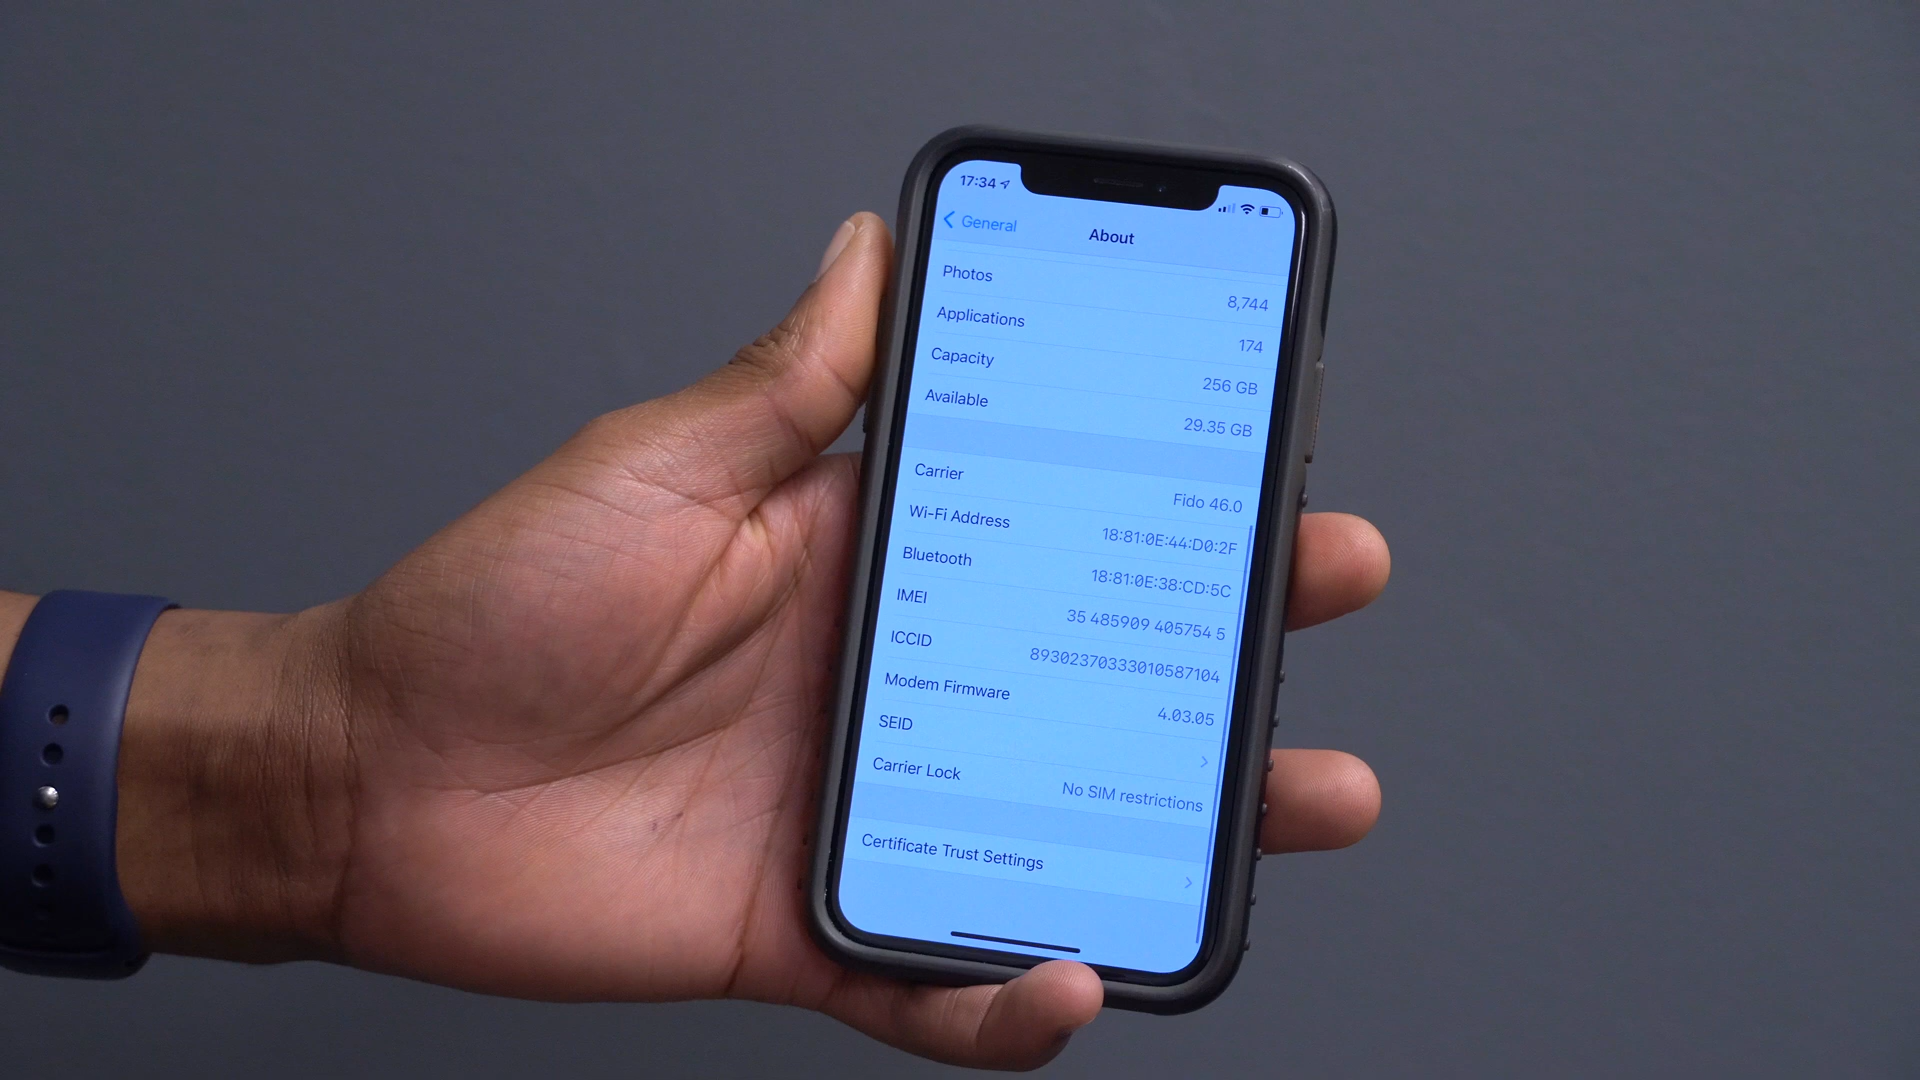 17:34
General
About
Photos 8,744
Applications 174
Capacity 256 GB
Available 29.35 GB
Carrier Fido 46.0
Wi-Fi Address 18:81:0E:44:D0:2F
Bluetooth 18:81:0E:38:CD:5C
IMEI 35 485909 405754 5
ICCID 89302370333010587104
Modem Firmware 4.03.05
SEID
Carrier Lock No SIM restrictions
Certificate Trust Settings